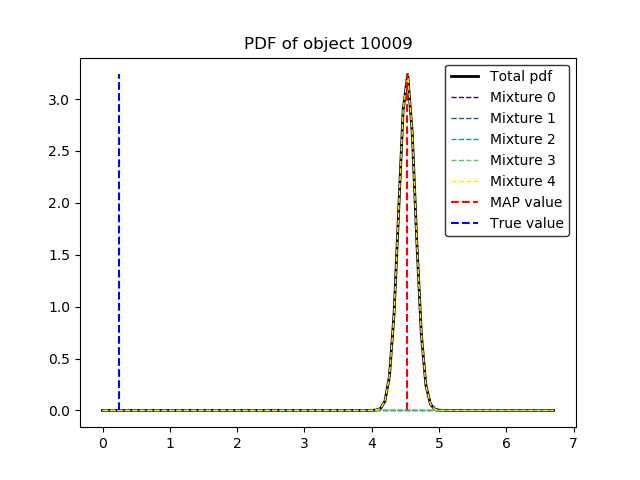 PDF of object 10009
Total pdf
Mixture 0
Mixture 1
Mixture 2
Mixture 3
Mixture 4
MAP value
True value
3.0
2.5
2.0
1.5
1.0
0.5
0.0
0 1 2 3 4 5 6 7